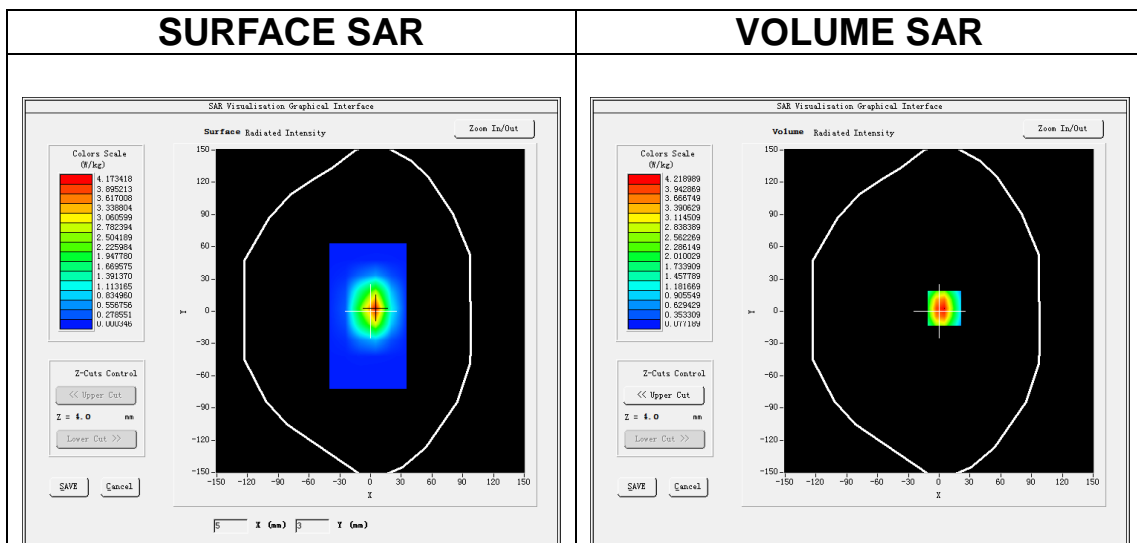 SURFACE SAR
VOLUME SAR
SAR Visualisation Graphical Interface
Surface Radiated Intensity
Zoom In/Out
Colors Scale
(W/kg)
4.173418
3.895213
3.617008
3.338804
3.060599
2.782394
2.504189
2.225984
1.947780
1.669575
1.391370
1.113165
0.834960
0.556756
0.278551
0.000346
150
120
90
60
30
0
-30
-60
-90
-120
-150
Y
-150 -120 -90 -60 -30 0 30 60 90 120 150
X
Z-Cuts Control
<< Upper Cut
Z = 4.0 mm
Lower Cut >>
SAVE Cancel
5 X (mm) 3 Y (mm)
SAR Visualisation Graphical Interface
Volume Radiated Intensity
Zoom In/Out
Colors Scale
(W/kg)
4.218989
3.942869
3.666749
3.390629
3.114509
2.838389
2.562269
2.286149
2.010029
1.733909
1.457789
1.181669
0.905549
0.629429
0.353309
0.077189
150
120
90
60
30
0
-30
-60
-90
-120
-150
Y
-150 -120 -90 -60 -30 0 30 60 90 120 150
X
Z-Cuts Control
<< Upper Cut
Z = 4.0 mm
Lower Cut >>
SAVE Cancel